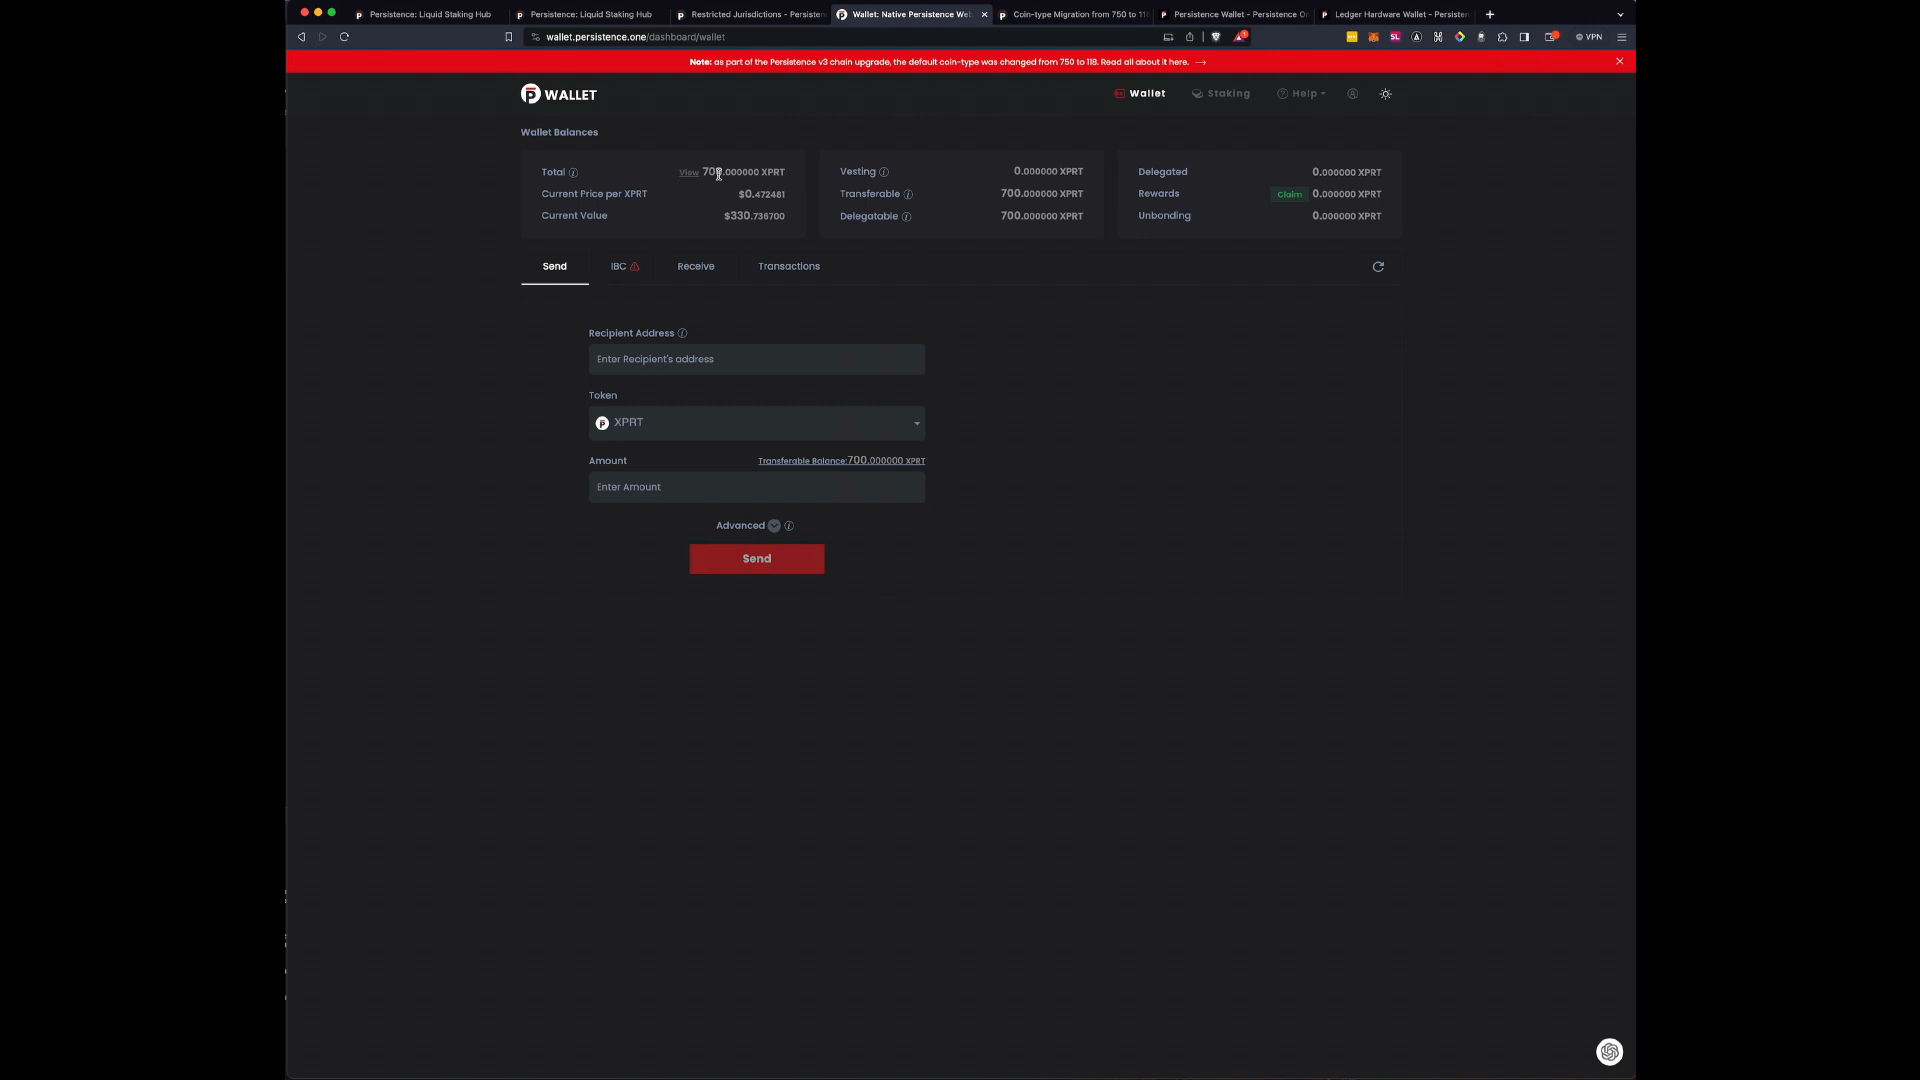 Persistence: Liquid Staking Hub
Persistence: Liquid Staking Hub
Restricted Jurisdictions - Persisten
Wallet: Native Persistence We
Coin-type Migration from 750 to 11
Persistence Wallet - Persistence O
Ledger Hardware Wallet - Persisten
wallet.persistence.one/dashboard/wallet
VPN
Note: as part of the Persistence v3 chain upgrade, the default coin-type was changed from 750 to 118. Read all about it here. →
WALLET
Wallet
Staking
Help
Wallet Balances
Total
View 700.000000 XPRT
Current Price per XPRT
$0.472481
Current Value
$330.736700
Vesting
0.000000 XPRT
Transferable
700.000000 XPRT
Delegatable
700.000000 XPRT
Delegated
0.000000 XPRT
Rewards
Claim 0.000000 XPRT
Unbonding
0.000000 XPRT
Send
IBC
Receive
Transactions
Recipient Address
Enter Recipient's address
Token
XPRT
Amount
Transferable Balance:700.000000 XPRT
Enter Amount
Advanced
Send